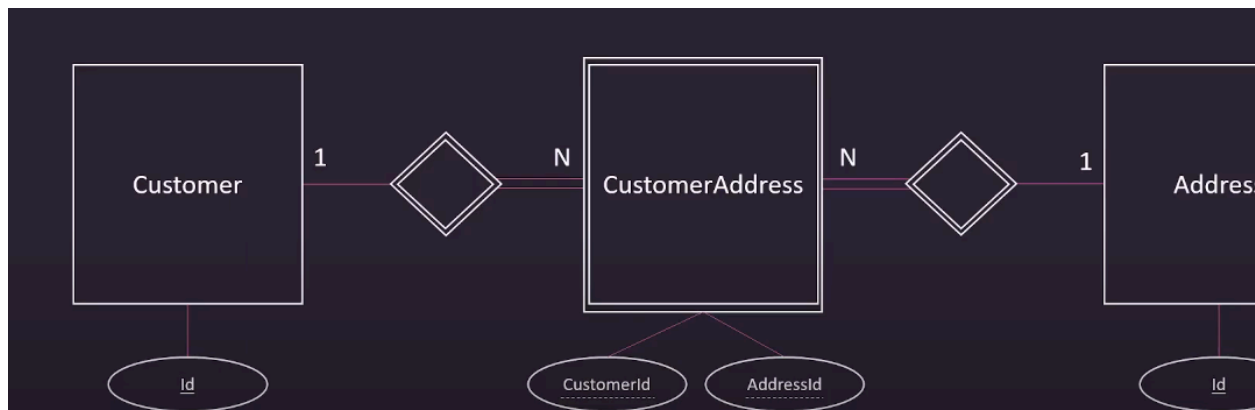 1 N N 1
Customer CustomerAddress
Id CustomerId AddressId Id